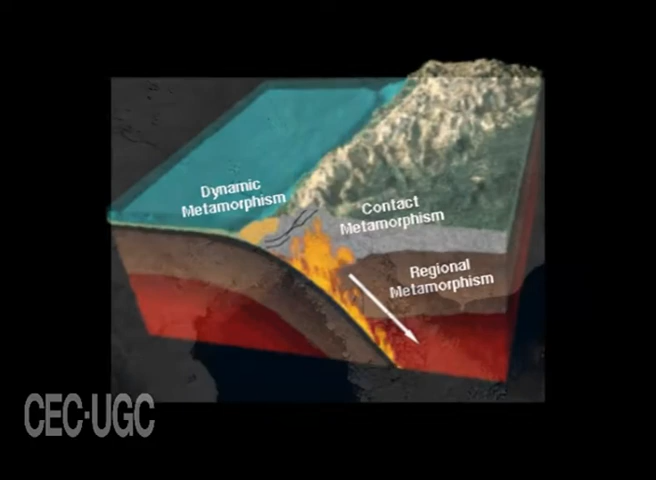 Dynamic
Metamorphism
Contact
Metamorphism
Regional
Metamorphism
CEC-UGC